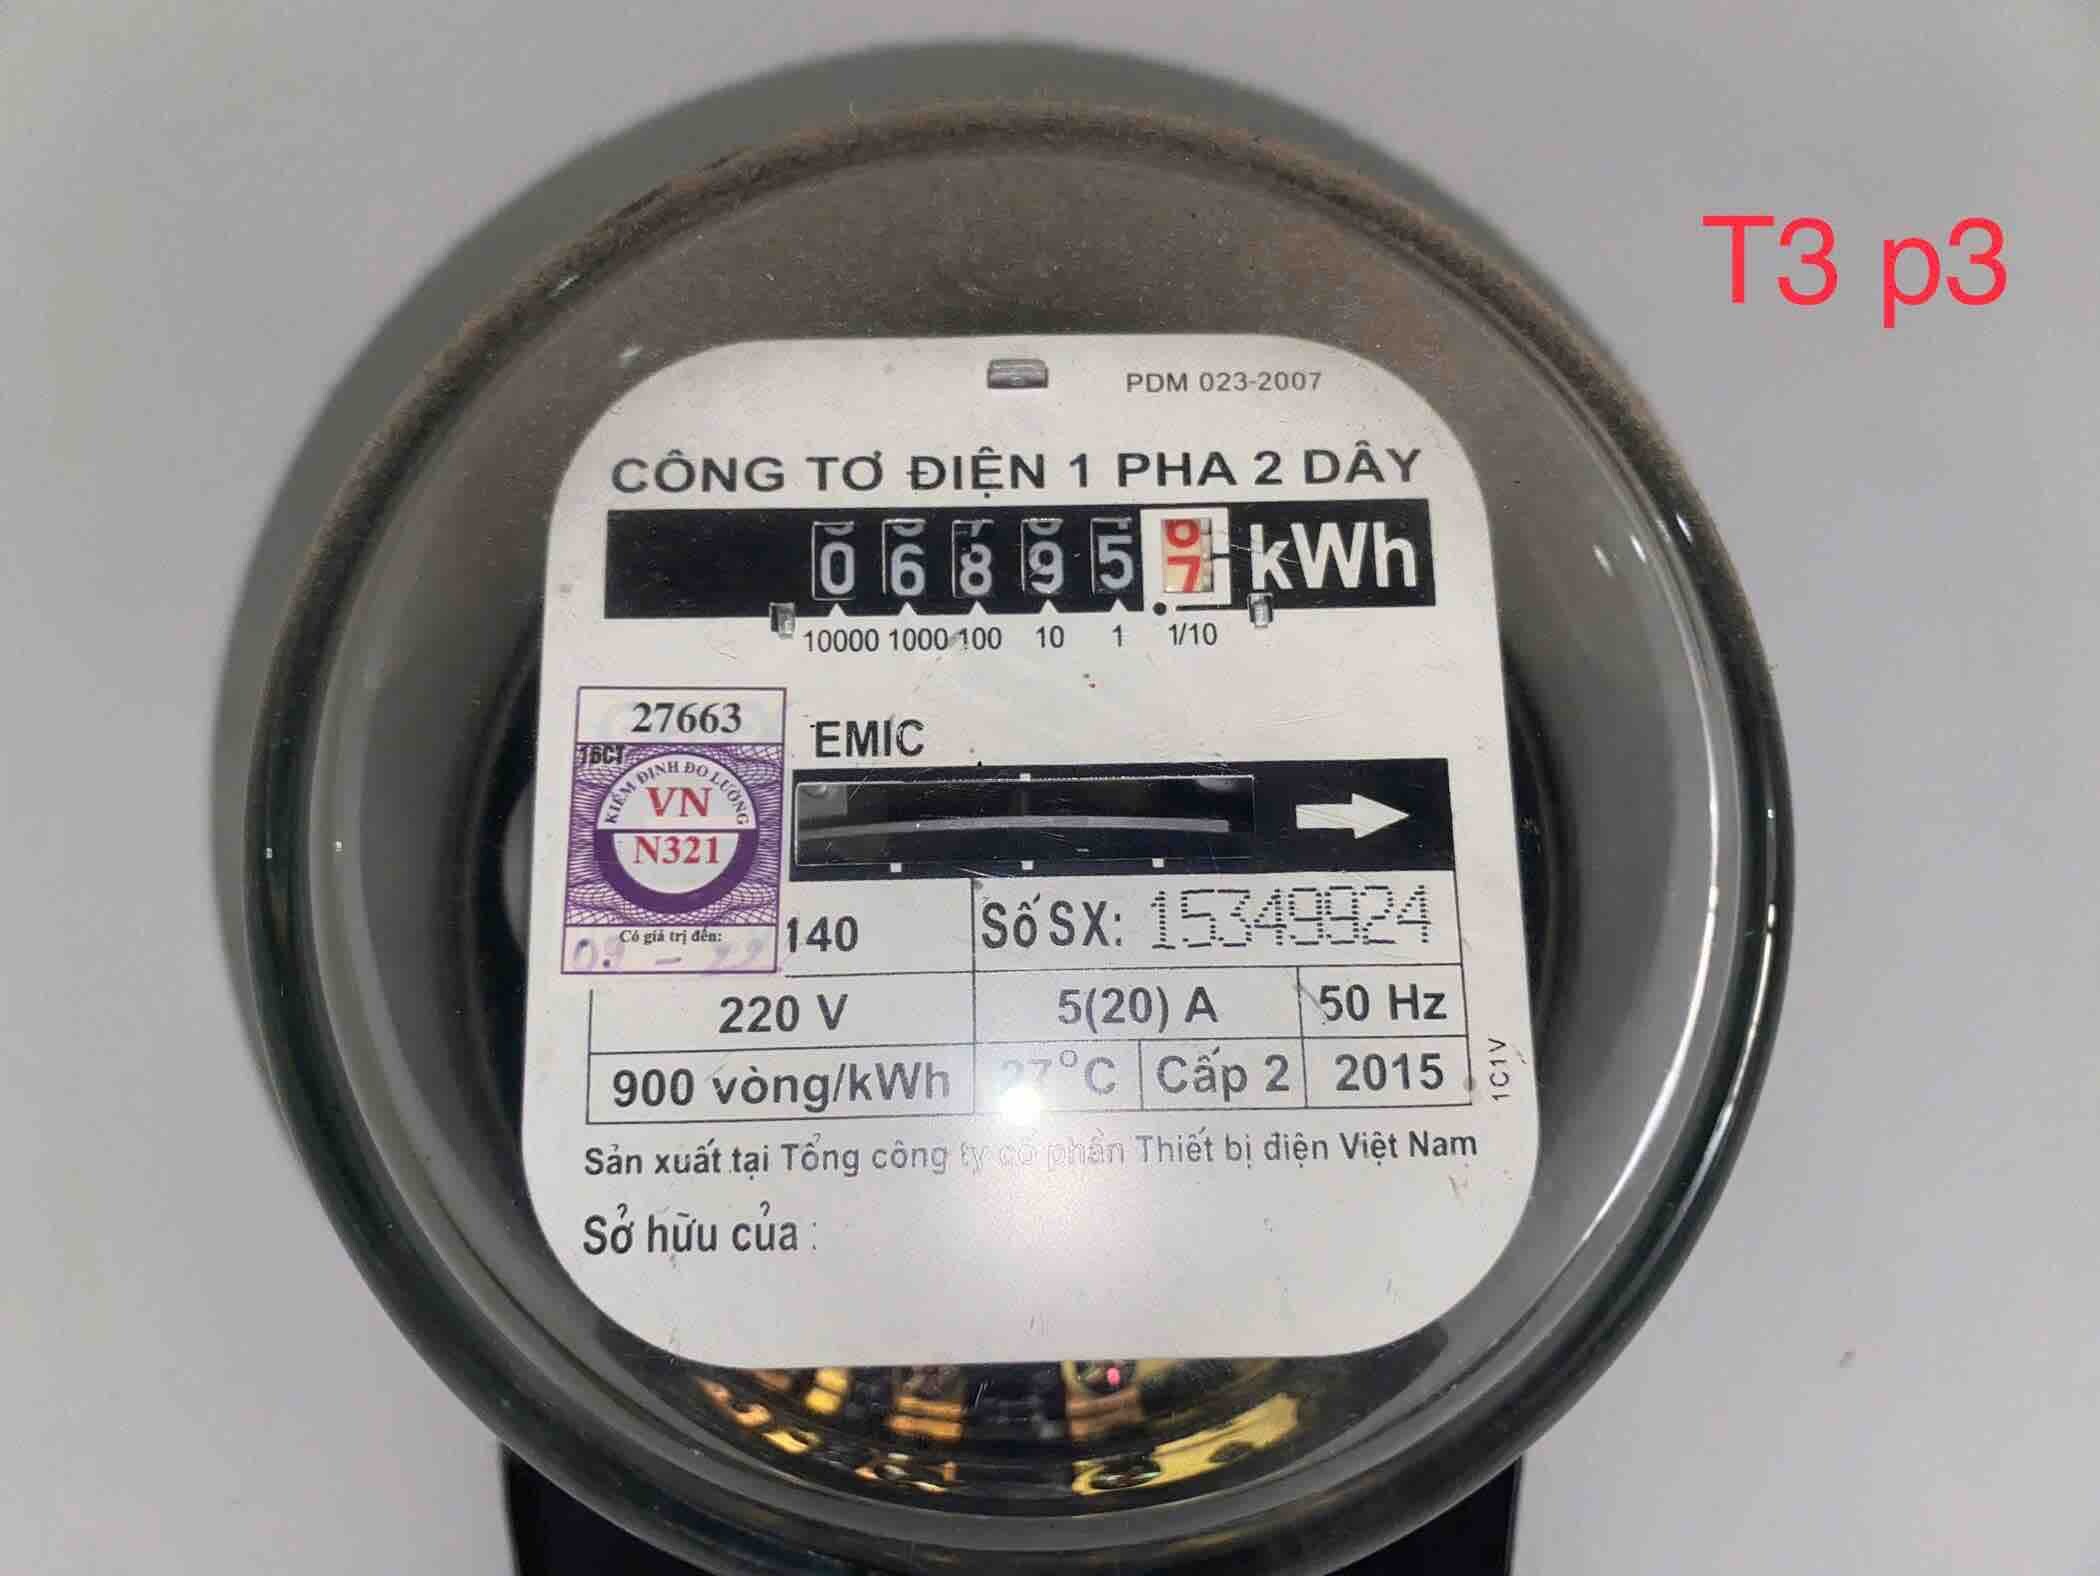 T3 p3
PDM 023-2007
CÔNG TƠ ĐIỆN 1 PHA 2 DÂY
0 6 8 9 5 7 kWh
10000 1000 100 10 1 1/10
27663
EMIC
16CT
KIỂM ĐỊNH ĐO LƯỜNG
VN
N321
Có giá trị đến:
140
Số SX: 15349924
220 V 5(20) A 50 Hz
900 vòng/kWh 27°C Cấp 2 2015
1C1V
Sản xuất tại Tổng công ty cổ phần Thiết bị điện Việt Nam
Sở hữu của :